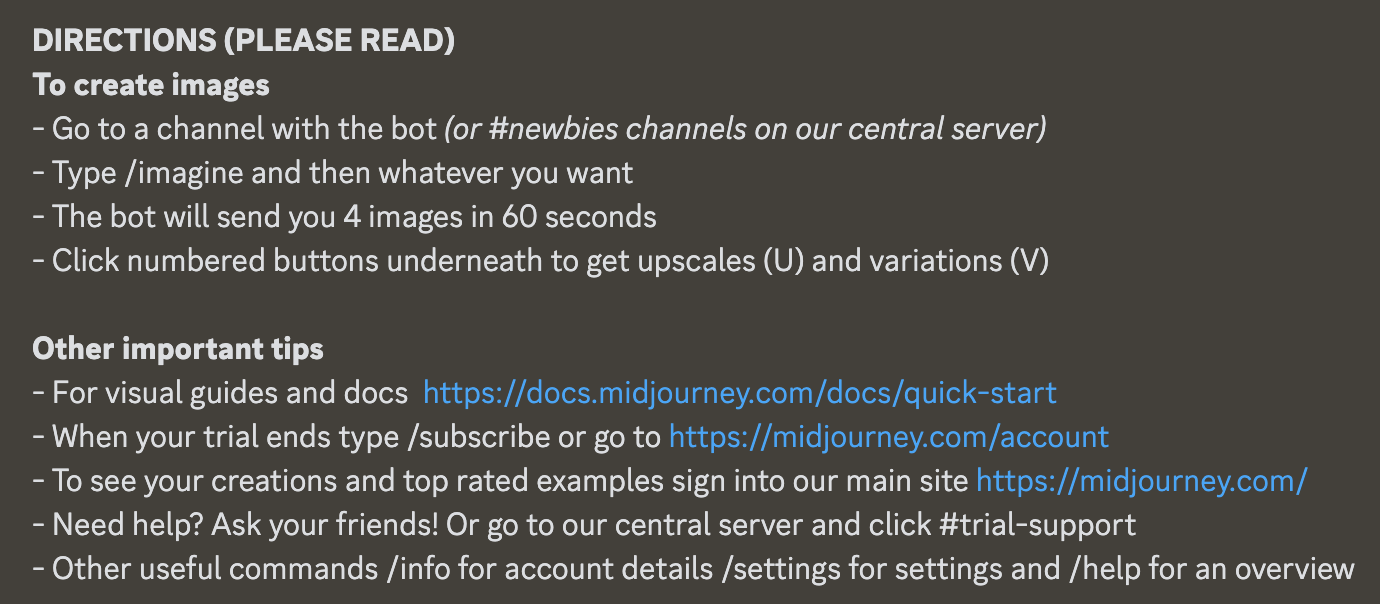 DIRECTIONS (PLEASE READ)
To create images
- Go to a channel with the bot (or #newbies channels on our central server)
- Type /imagine and then whatever you want
- The bot will send you 4 images in 60 seconds
- Click numbered buttons underneath to get upscales (U) and variations (V)
Other important tips
- For visual guides and docs  https://docs.midjourney.com/docs/quick-start
- When your trial ends type /subscribe or go to https://midjourney.com/account
- To see your creations and top rated examples sign into our main site https://midjourney.com/
- Need help? Ask your friends! Or go to our central server and click #trial-support
- Other useful commands /info for account details /settings for settings and /help for an overview